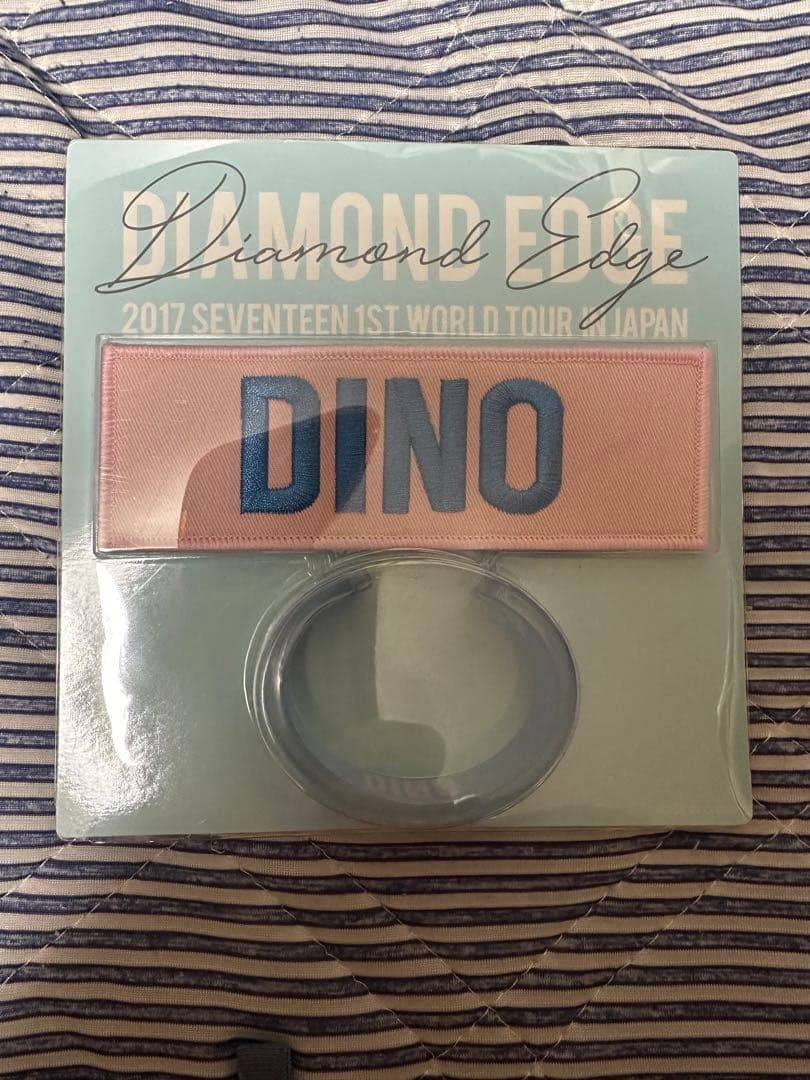 DIAMOND EDGE
Diamond Edge
2017 SEVENTEEN 1ST WORLD TOUR IN JAPAN
DINO